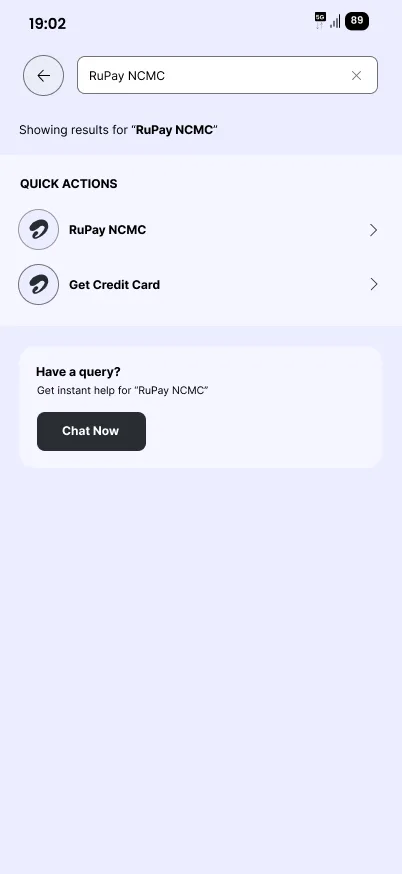 19:02
5G
89
RuPay NCMC
Showing results for “RuPay NCMC”
QUICK ACTIONS
RuPay NCMC
Get Credit Card
Have a query?
Get instant help for “RuPay NCMC”
Chat Now